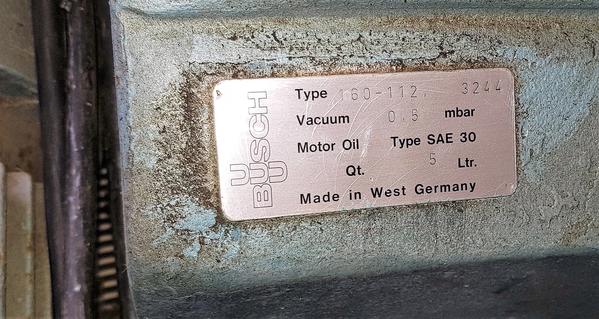 BUSCH
Type 160-112. 3244
Vacuum 0.5 mbar
Motor Oil Type SAE 30
Qt. 5 Ltr.
Made in West Germany